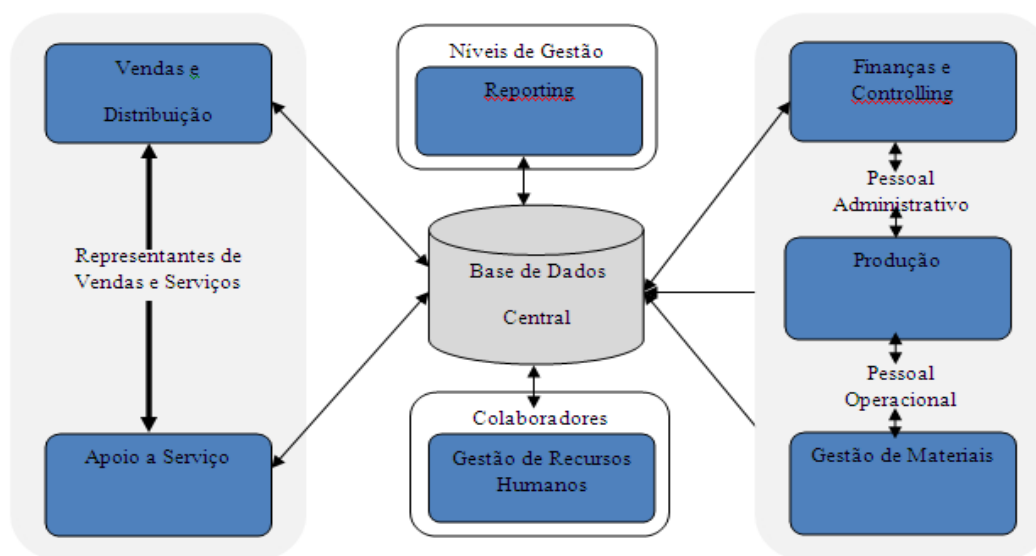 Vendas e
Distribuição
Representantes de
Vendas e Serviços
Apoio a Serviço
Níveis de Gestão
Reporting
Base de Dados
Central
Colaboradores
Gestão de Recursos
Humanos
Finanças e
Controlling
Pessoal
Administrativo
Produção
Pessoal
Operacional
Gestão de Materiais